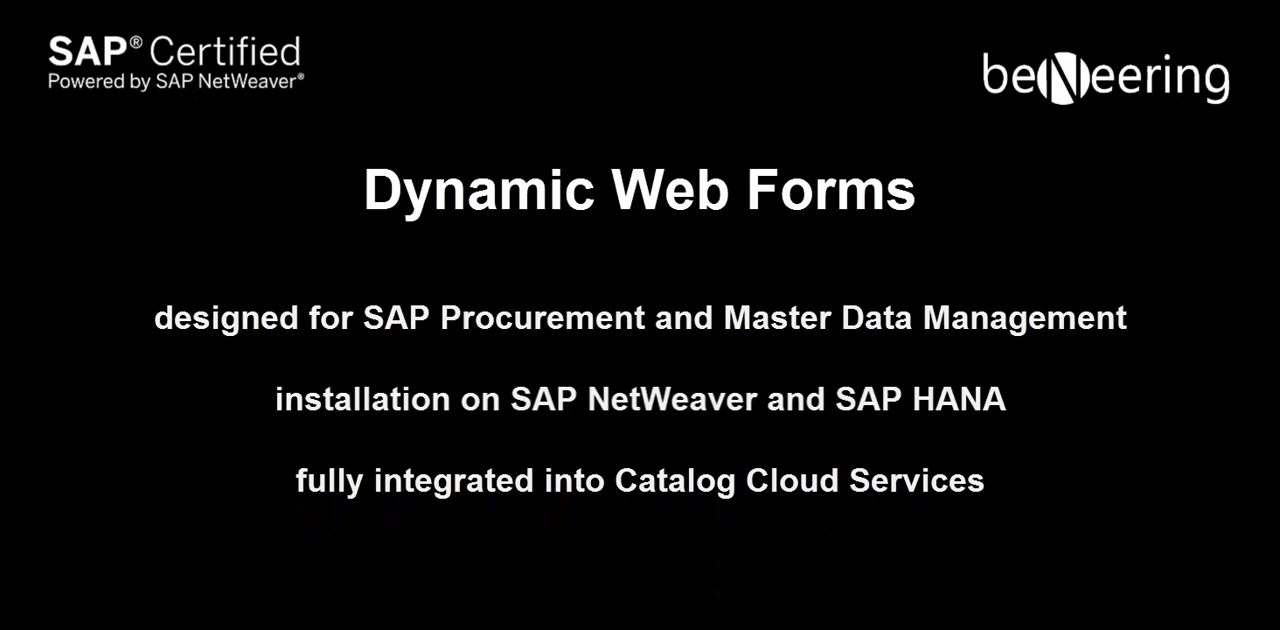 SAP® Certified
Powered by SAP NetWeaver®
beNeering
Dynamic Web Forms
designed for SAP Procurement and Master Data Management
installation on SAP NetWeaver and SAP HANA
fully integrated into Catalog Cloud Services